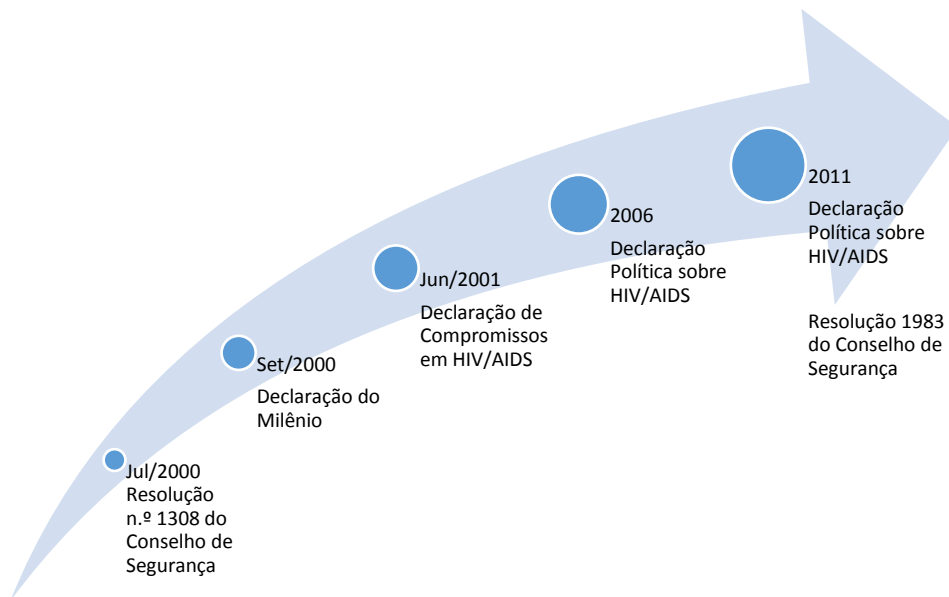 Jul/2000
Resolução
n.º 1308 do
Conselho de
Segurança
Set/2000
Declaração do
Milênio
Jun/2001
Declaração de
Compromissos
em HIV/AIDS
2006
Declaração
Política sobre
HIV/AIDS
2011
Declaração
Política sobre
HIV/AIDS
Resolução 1983
do Conselho de
Segurança